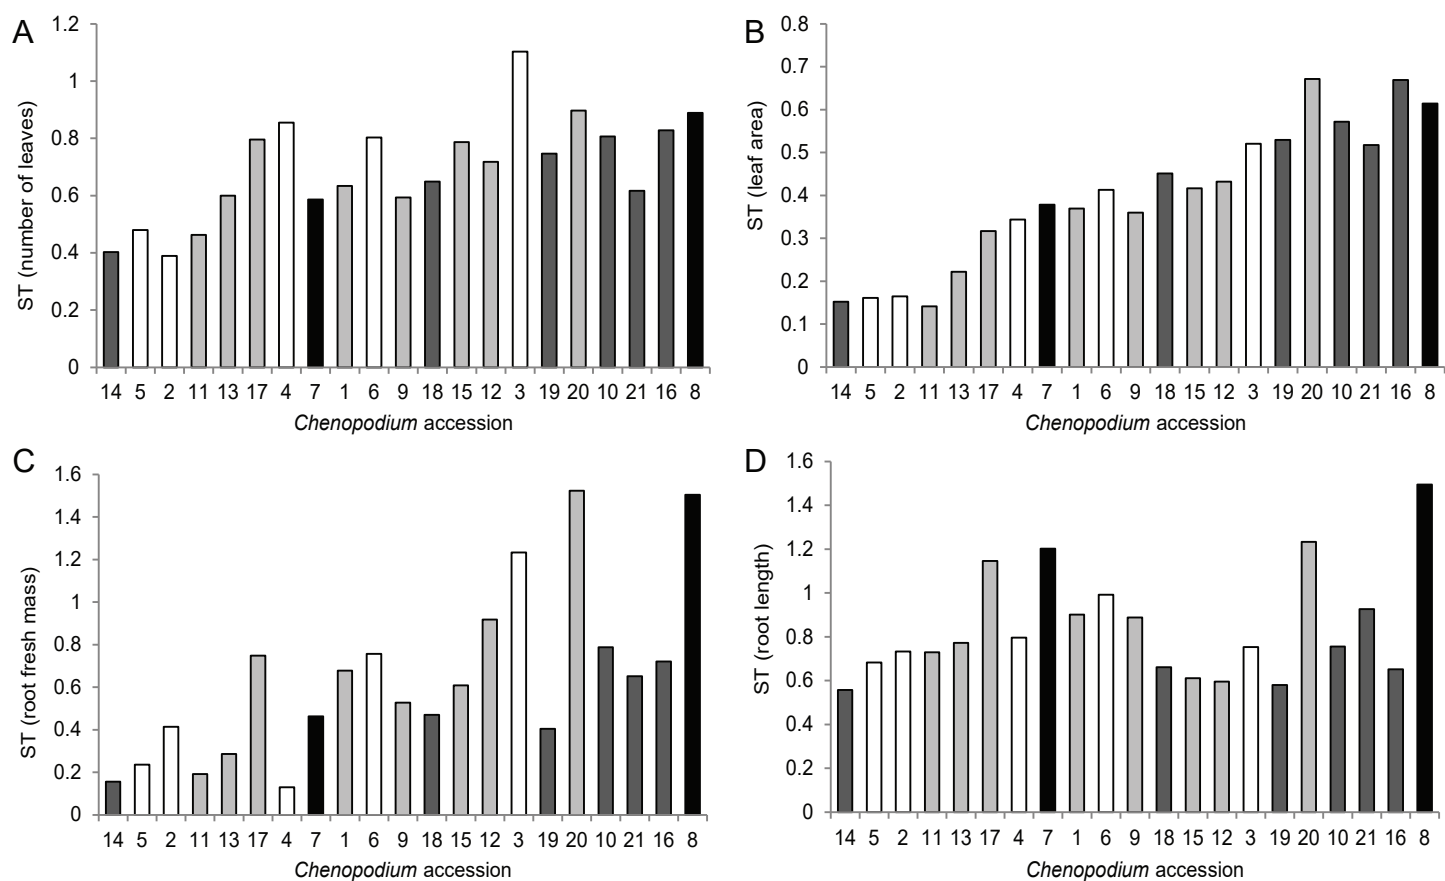 A
ST (number of leaves)
1.2
1
0.8
0.6
0.4
0.2
0
14 5 2 11 13 17 4 7 1 6 9 18 15 12 3 19 20 10 21 16 8
Chenopodium accession
B
ST (leaf area)
0.8
0.7
0.6
0.5
0.4
0.3
0.2
0.1
0
14 5 2 11 13 17 4 7 1 6 9 18 15 12 3 19 20 10 21 16 8
Chenopodium accession
C
ST (root fresh mass)
1.6
1.4
1.2
1
0.8
0.6
0.4
0.2
0
14 5 2 11 13 17 4 7 1 6 9 18 15 12 3 19 20 10 21 16 8
Chenopodium accession
D
ST (root length)
1.6
1.4
1.2
1
0.8
0.6
0.4
0.2
0
14 5 2 11 13 17 4 7 1 6 9 18 15 12 3 19 20 10 21 16 8
Chenopodium accession